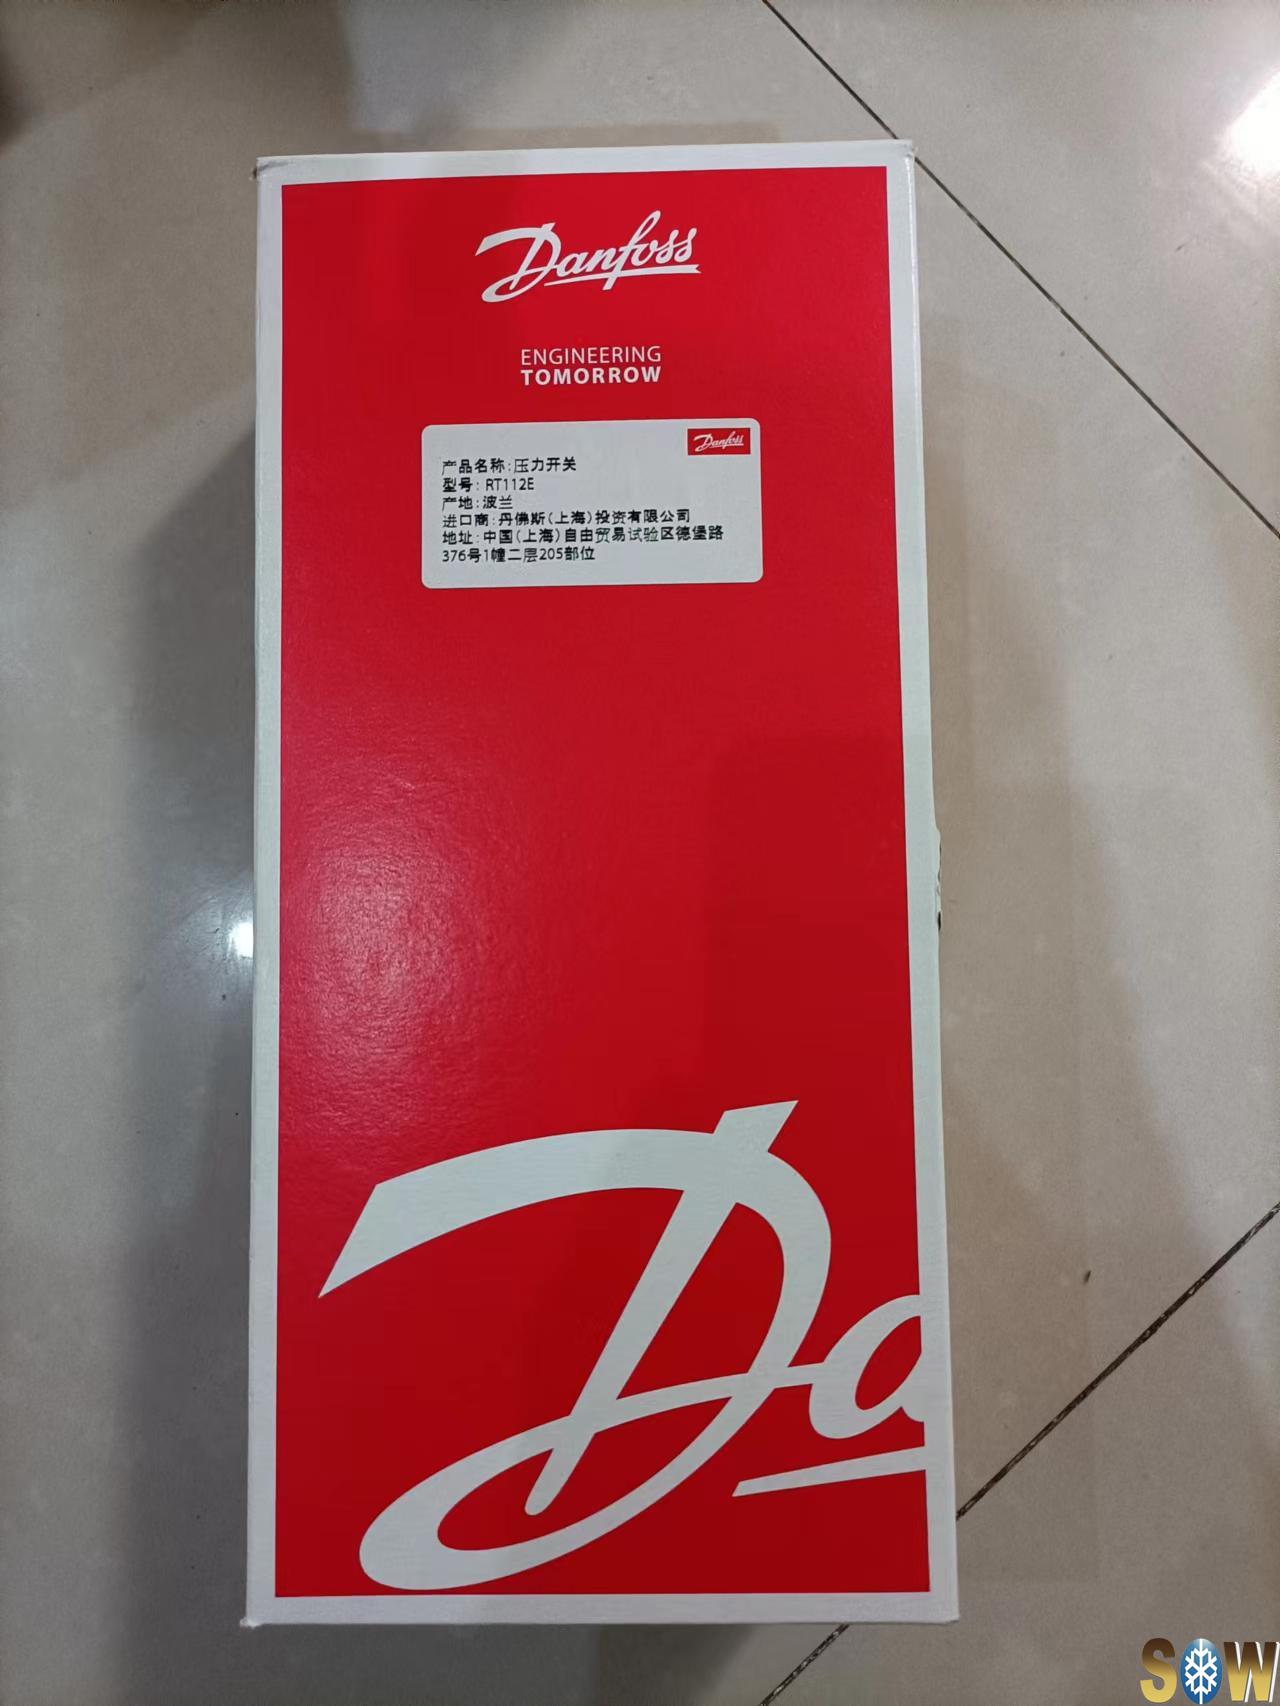 Danfoss
ENGINEERING
TOMORROW
Danfoss
产品名称:压力开关
型号: RT112E
产地:波兰
进口商:丹佛斯(上海)投资有限公司
地址:中国(上海)自由贸易试验区德堡路
376号1幢二层205部位
Da
SOW